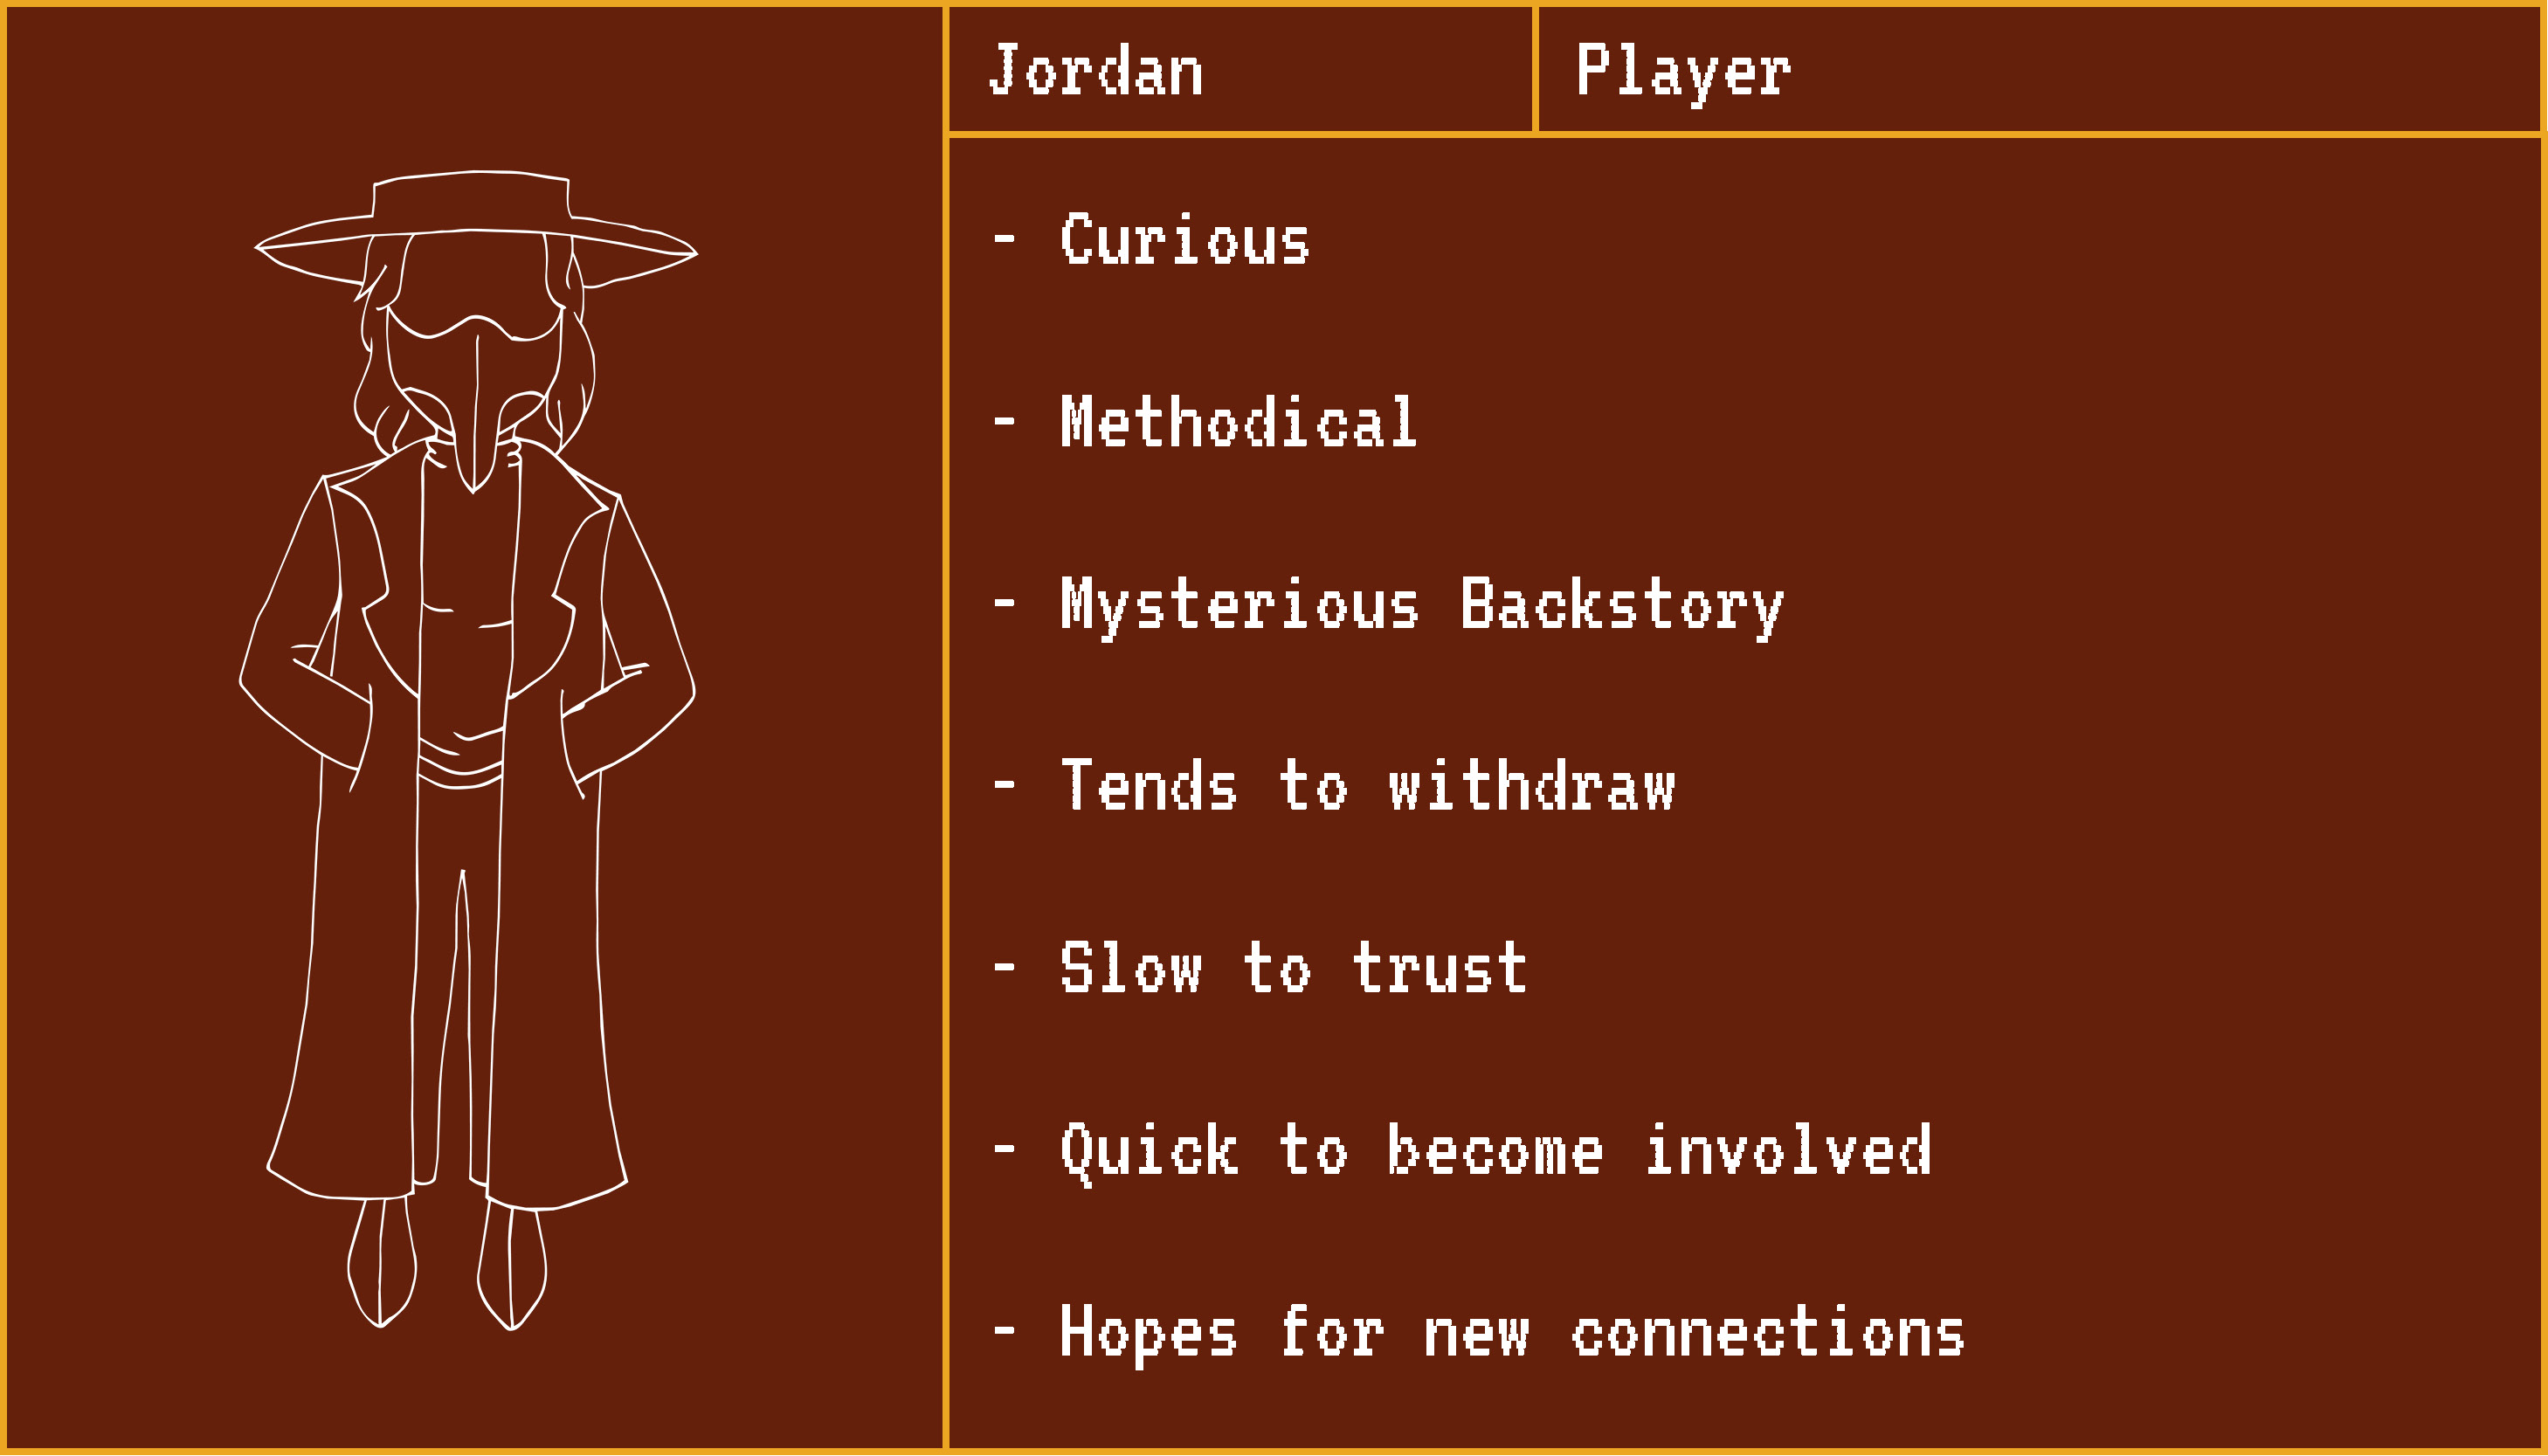 Jordan
Player
- Curious
- Methodical
- Mysterious Backstory
- Tends to withdraw
- Slow to trust
- Quick to become involved
- Hopes for new connections